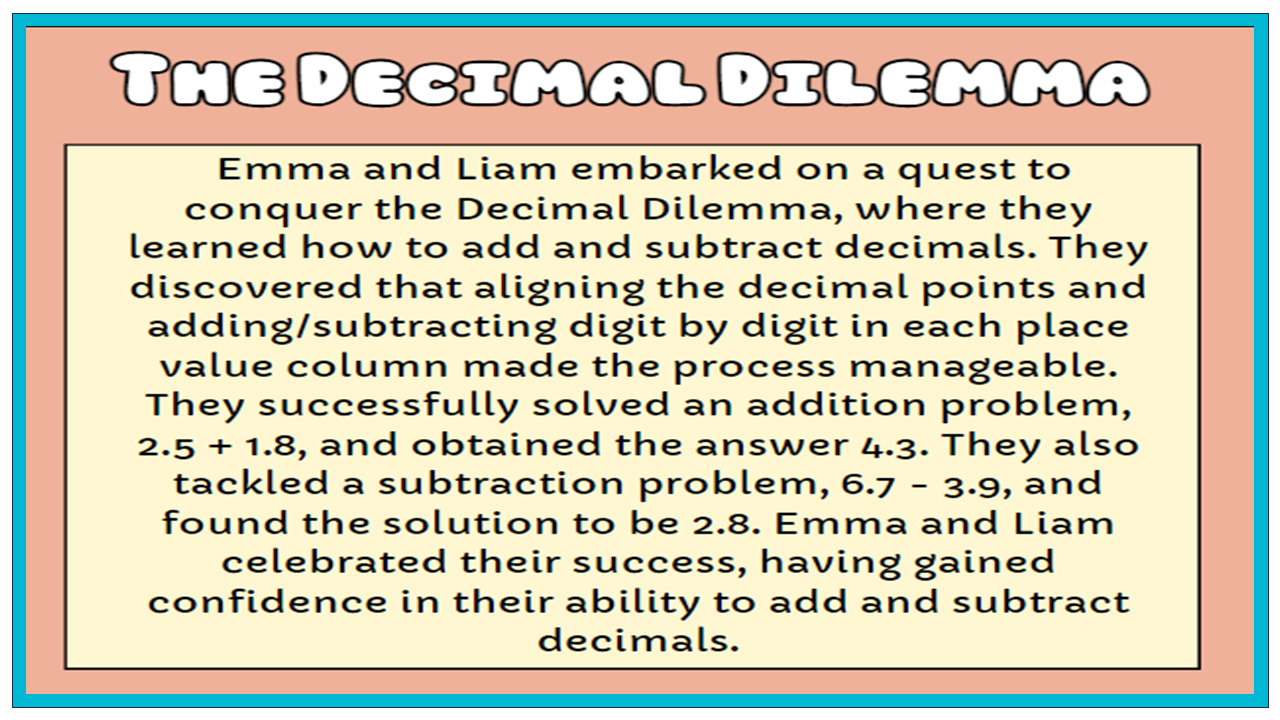 The Decimal Dilemma
Emma and Liam embarked on a quest to
conquer the Decimal Dilemma, where they
learned how to add and subtract decimals. They
discovered that aligning the decimal points and
adding/subtracting digit by digit in each place
value column made the process manageable.
They successfully solved an addition problem,
2.5 + 1.8, and obtained the answer 4.3. They also
tackled a subtraction problem, 6.7 - 3.9, and
found the solution to be 2.8. Emma and Liam
celebrated their success, having gained
confidence in their ability to add and subtract
decimals.